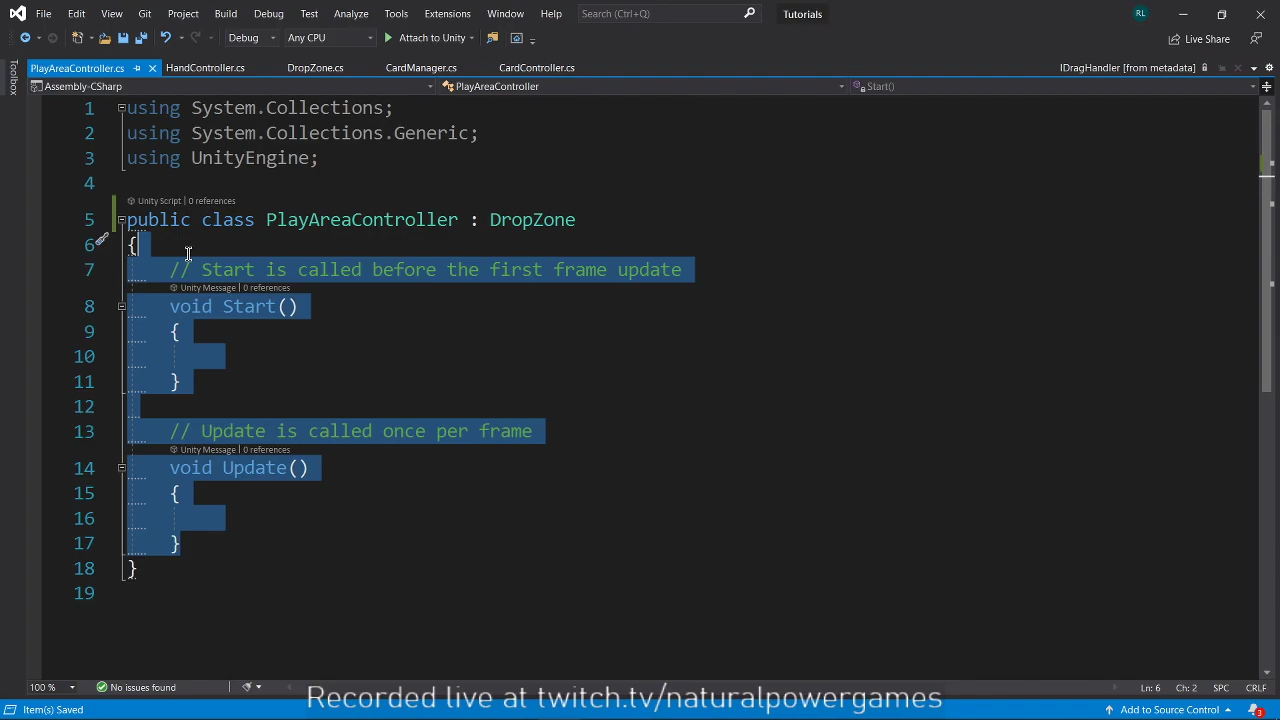 File Edit View Git Project Build Debug Test Analyze Tools Extensions Window Help Search (Ctrl+Q) Tutorials RL
Debug Any CPU Attach to Unity Live Share
Toolbox
PlayAreaController.cs HandController.cs DropZone.cs CardManager.cs CardController.cs IDragHandler [from metadata]
Assembly-CSharp PlayAreaController Start()
1 using System.Collections;
2 using System.Collections.Generic;
3 using UnityEngine;
4
Unity Script | 0 references
5 public class PlayAreaController : DropZone
6 {
7 // Start is called before the first frame update
Unity Message | 0 references
8 void Start()
9 {
10
11 }
12
13 // Update is called once per frame
Unity Message | 0 references
14 void Update()
15 {
16
17 }
18 }
19
100 % No issues found Ln: 6 Ch: 2 SPC CRLF
Recorded live at twitch.tv/naturalpowergames
Item(s) Saved Add to Source Control 3